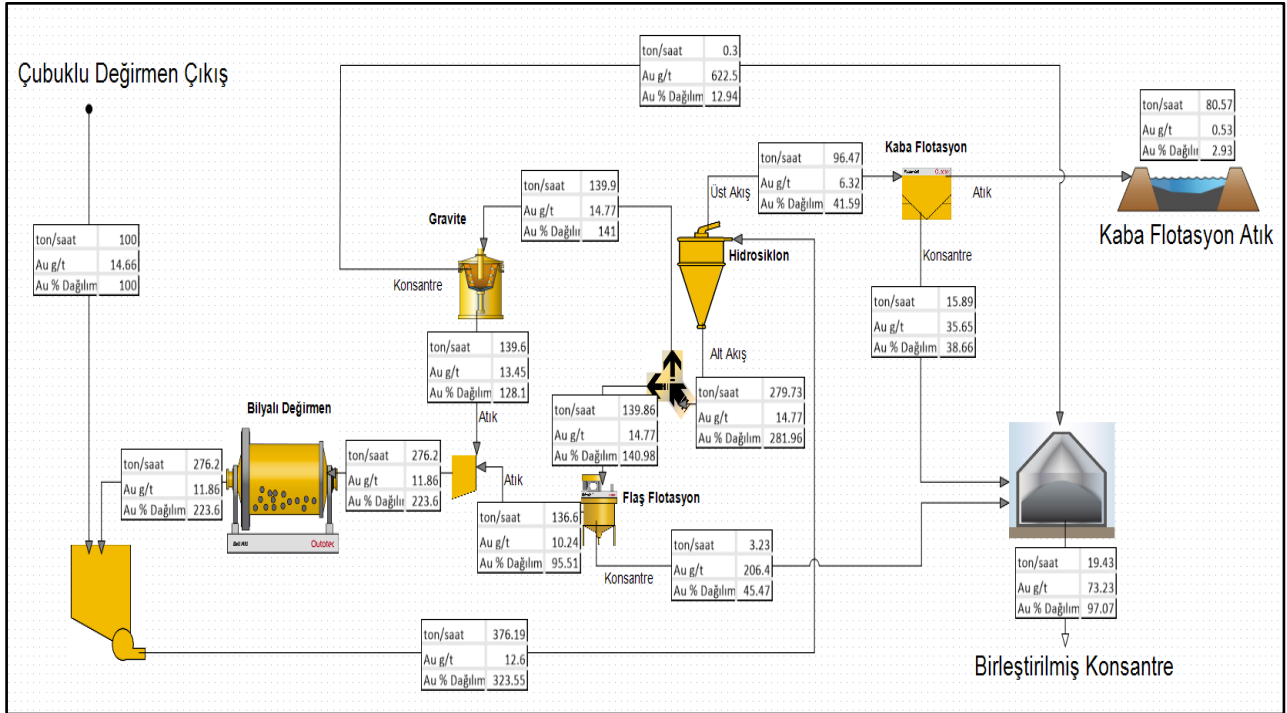 ton/saat 0.3
Au g/t 622.5
Au % Dağılım 12.94
Çubuklu Değirmen Çıkış
ton/saat 80.57
Au g/t 0.53
Au % Dağılır 2.93
Kaba Flotasyon
ton/saat 96.47
Au g/t 6.32
Au % Dağılım 41.59
Üst Akış
Atık
ton/saat 139.9
Au g/t 14.77
Au % Dağılır 141
Gravite
Kaba Flotasyon Atık
ton/saat 100
Au g/t 14.66
Au % Dağılım 100
Hidrosiklon
Konsantre
Konsantre
ton/saat 15.89
Au g/t 35.65
Au % Dağılım 38.66
ton/saat 139.6
Au g/t 13.45
Au % Dağılım 128.1
Alt Akış
ton/saat 279.73
Au g/t 14.77
Au % Dağılım 281.96
Atık
ton/saat 139.86
Au g/t 14.77
Au % Dağılım 140.98
Bilyalı Değirmen
ton/saat 276.2
Au g/t 11.86
Au % Dağılım 223.6
ton/saat 276.2
Au g/t 11.86
Au % Dağılım 223.6
Outotec
Atık
Flaş Flotasyon
ton/saat 136.6
Au g/t 10.24
Au % Dağılım 95.51
Konsantre
ton/saat 3.23
Au g/t 206.4
Au % Dağılım 45.47
ton/saat 19.43
Au g/t 73.23
Au % Dağılım 97.07
ton/saat 376.19
Au g/t 12.6
Au % Dağılım 323.55
Birleştirilmiş Konsantre